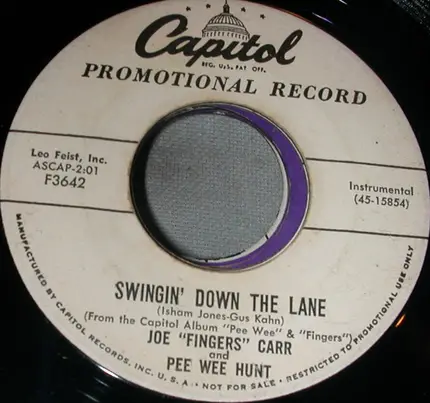 Capitol
REG. U.S. PAT. OFF.
PROMOTIONAL RECORD
Leo Feist, Inc.
ASCAP-2:01
F3642
Instrumental
(45-15854)
SWINGIN' DOWN THE LANE
(Isham Jones-Gus Kahn)
(From the Capitol Album "Pee Wee" & "Fingers")
JOE "FINGERS" CARR
and
PEE WEE HUNT
MANUFACTURED BY CAPITOL RECORDS, INC. U.S.A. • NOT FOR SALE • RESTRICTED TO PROMOTIONAL USE ONLY